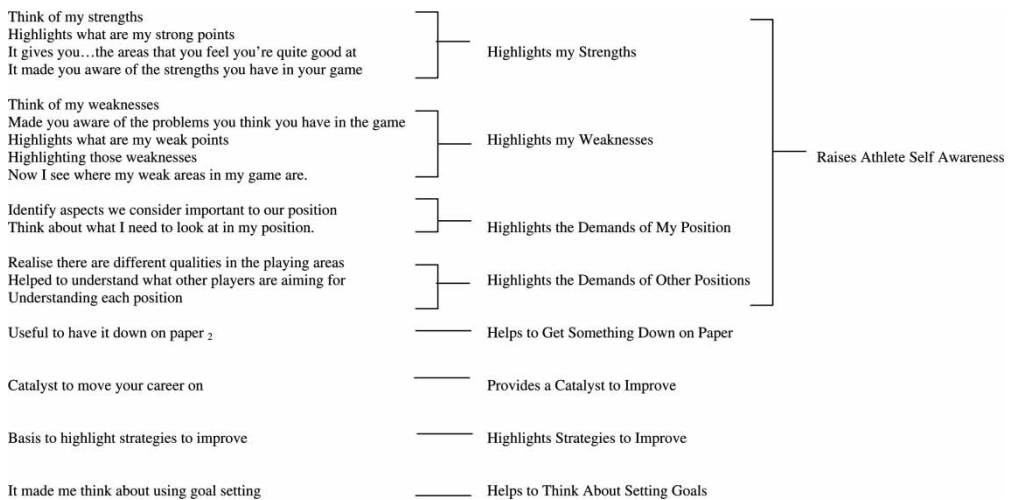 Think of my strengths
Highlights what are my strong points
It gives you…the areas that you feel you're quite good at
It made you aware of the strengths you have in your game
Highlights my Strengths
Think of my weaknesses
Made you aware of the problems you think you have in the game
Highlights what are my weak points
Highlighting those weaknesses
Now I see where my weak areas in my game are.
Highlights my Weaknesses
Raises Athlete Self Awareness
Identify aspects we consider important to our position
Think about what I need to look at in my position.
Highlights the Demands of My Position
Realise there are different qualities in the playing areas
Helped to understand what other players are aiming for
Understanding each position
Highlights the Demands of Other Positions
Useful to have it down on paper 2
Helps to Get Something Down on Paper
Catalyst to move your career on
Provides a Catalyst to Improve
Basis to highlight strategies to improve
Highlights Strategies to Improve
It made me think about using goal setting
Helps to Think About Setting Goals